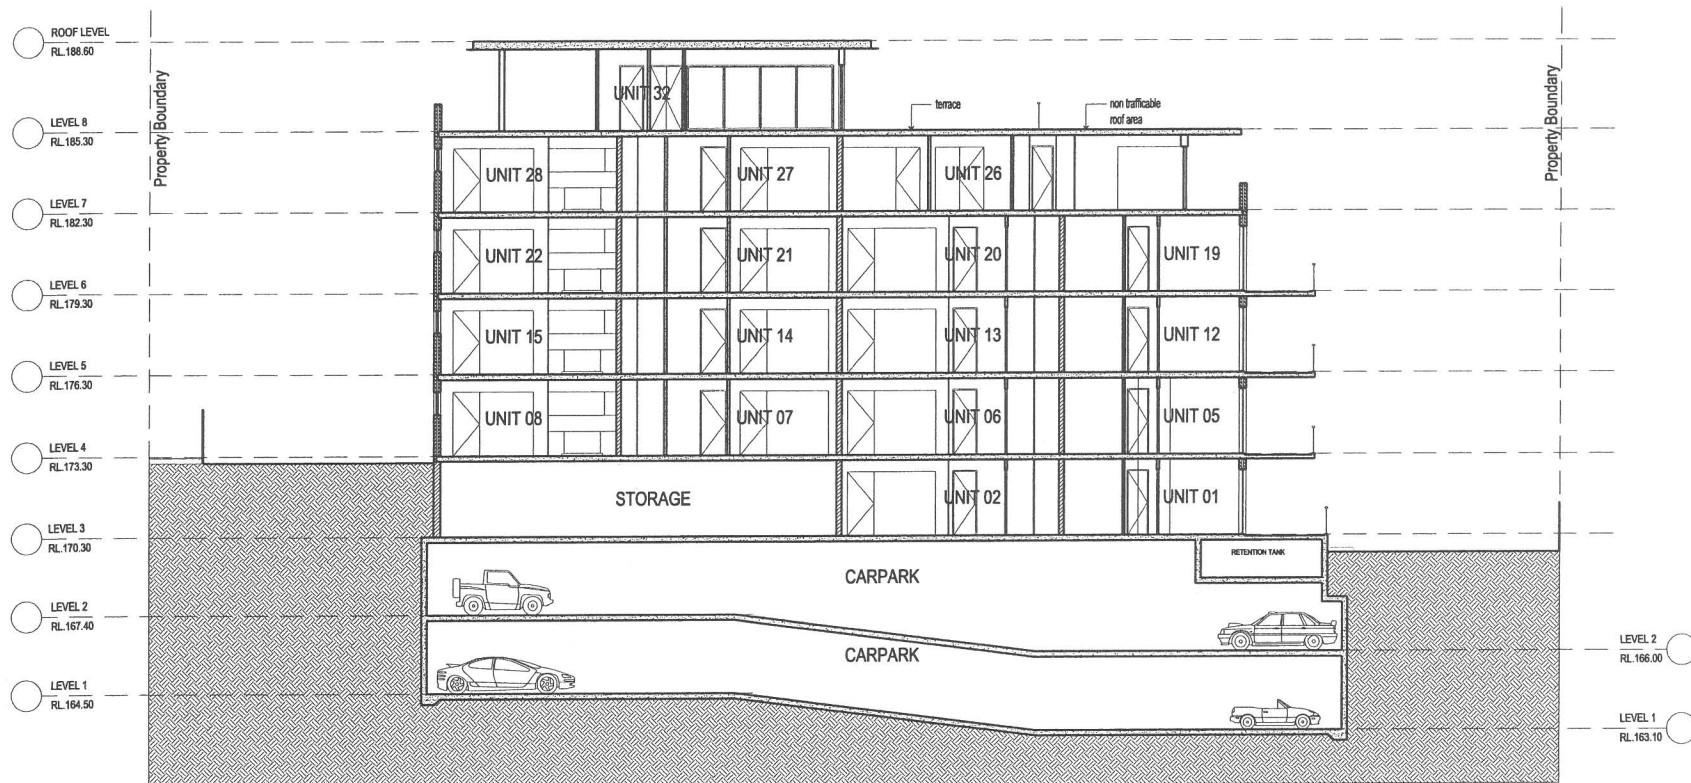 ROOF LEVEL
RL.188.60
Property Boundary
Property Boundary
UNIT 32
terrace
non trafficable
roof area
LEVEL 8
RL.185.30
UNIT 28
UNIT 27
UNIT 26
LEVEL 7
RL.182.30
UNIT 22
UNIT 21
UNIT 20
UNIT 19
LEVEL 6
RL.179.30
UNIT 15
UNIT 14
UNIT 13
UNIT 12
LEVEL 5
RL.176.30
UNIT 08
UNIT 07
UNIT 06
UNIT 05
LEVEL 4
RL.173.30
STORAGE
UNIT 02
UNIT 01
LEVEL 3
RL.170.30
RETENTION TANK
CARPARK
LEVEL 2
RL.167.40
CARPARK
LEVEL 2
RL.166.00
LEVEL 1
RL.164.50
LEVEL 1
RL.163.10